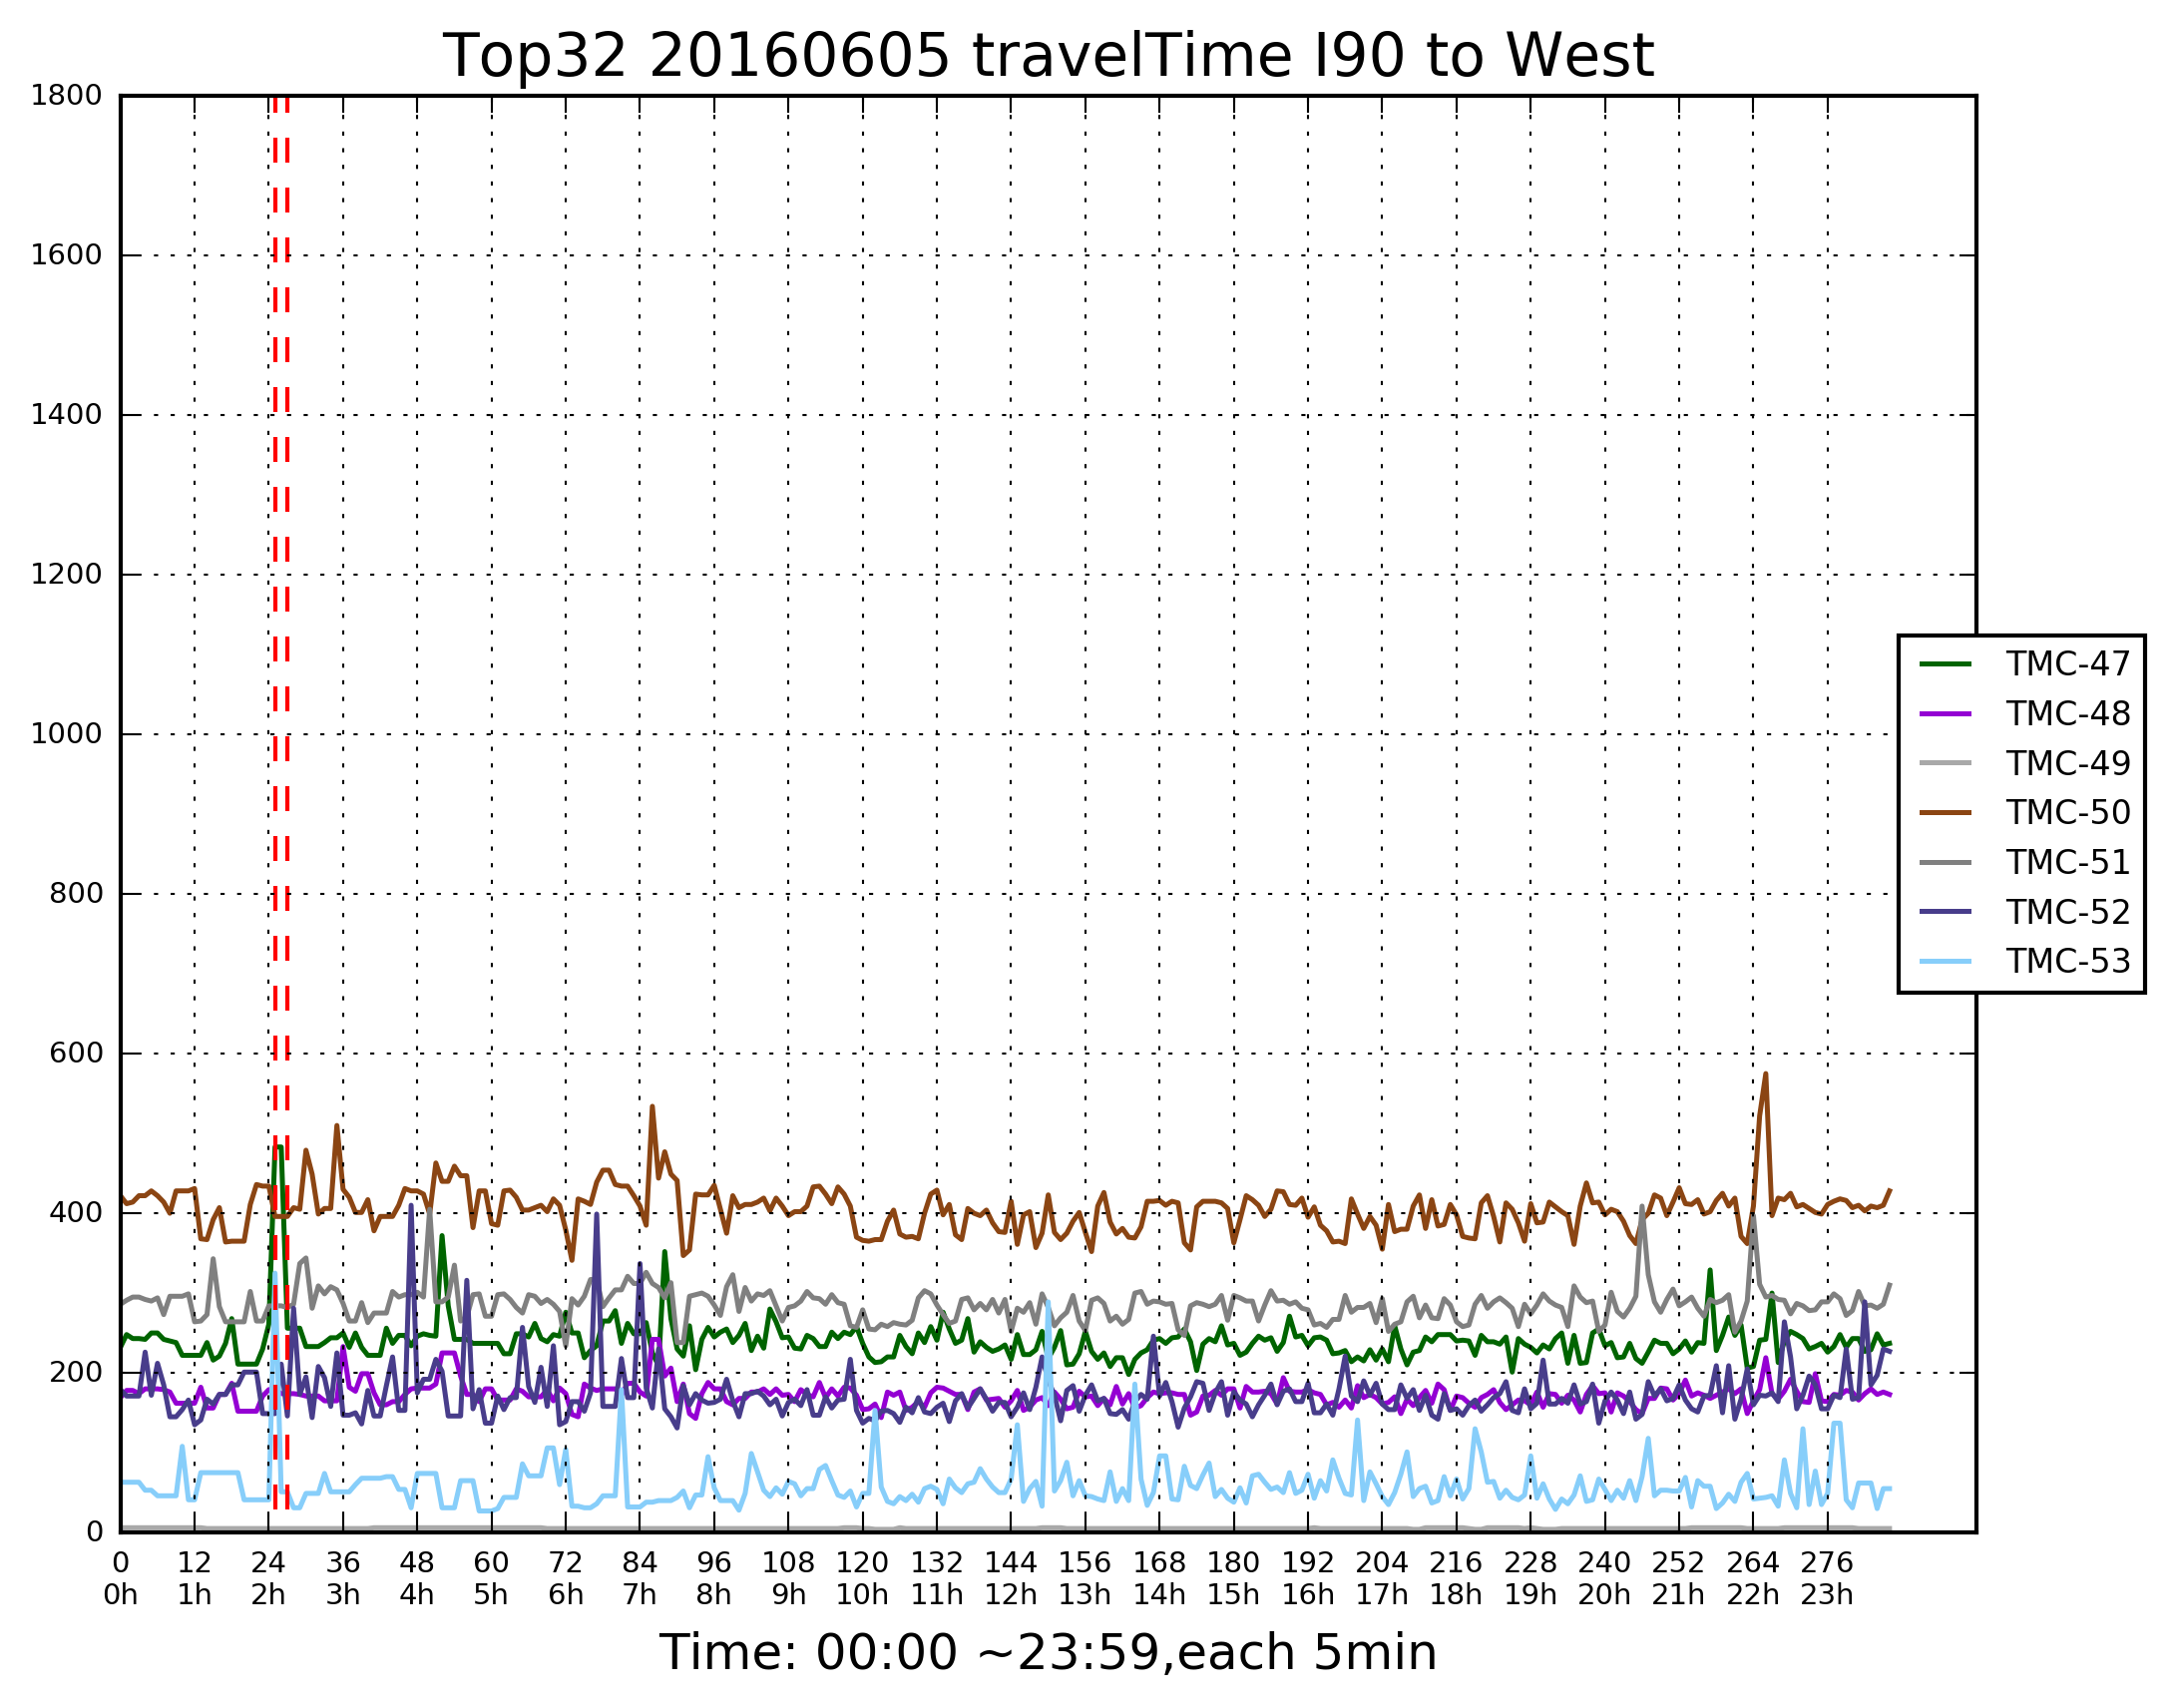 Top32 20160605 travelTime I90 to West
1800
1600
1400
1200
1000
800
600
400
200
0
TMC-47
TMC-48
TMC-49
TMC-50
TMC-51
TMC-52
TMC-53
0 12 24 36 48 60 72 84 96 108 120 132 144 156 168 180 192 204 216 228 240 252 264 276
0h 1h 2h 3h 4h 5h 6h 7h 8h 9h 10h 11h 12h 13h 14h 15h 16h 17h 18h 19h 20h 21h 22h 23h
Time: 00:00 ~23:59,each 5min